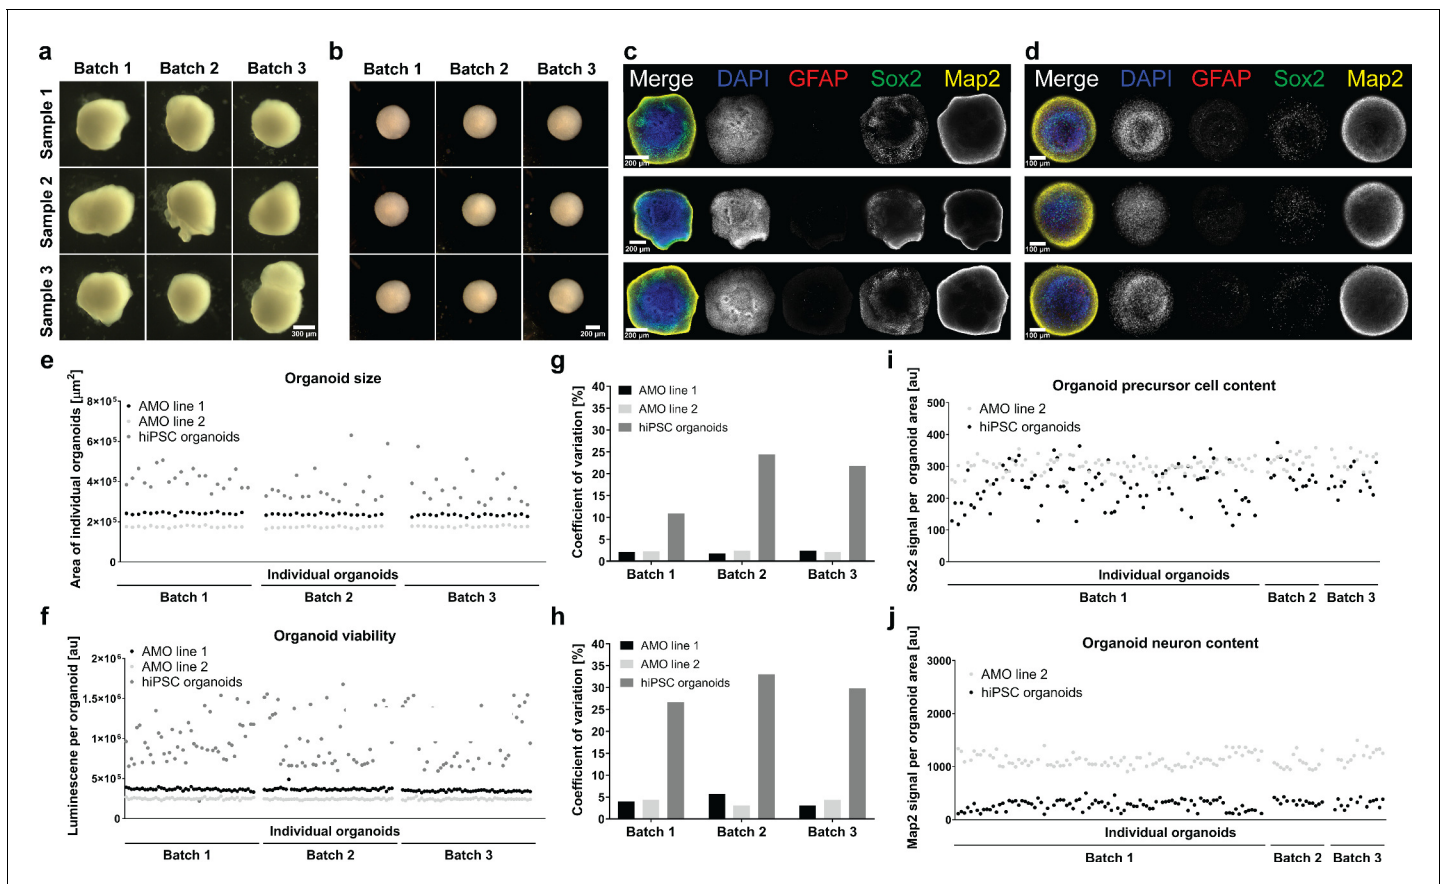 a
Batch 1 Batch 2 Batch 3
Sample 1
Sample 2
Sample 3
300 µm
b
Batch 1 Batch 2 Batch 3
200 µm
c
Merge DAPI GFAP Sox2 Map2
200 µm
200 µm
200 µm
d
Merge DAPI GFAP Sox2 Map2
100 µm
100 µm
100 µm
e
Organoid size
Area of individual organoids [µm²]
8×10⁵
6×10⁵
4×10⁵
2×10⁵
0
AMO line 1
AMO line 2
hiPSC organoids
Individual organoids
Batch 1 Batch 2 Batch 3
f
Organoid viability
Luminescene per organoid [au]
2×10⁶
1.5×10⁶
1×10⁶
5×10⁵
0
AMO line 1
AMO line 2
hiPSC organoids
Individual organoids
Batch 1 Batch 2 Batch 3
g
Coefficient of variation [%]
40
35
30
25
20
15
10
5
0
AMO line 1
AMO line 2
hiPSC organoids
Batch 1 Batch 2 Batch 3
h
Coefficient of variation [%]
40
35
30
25
20
15
10
5
0
AMO line 1
AMO line 2
hiPSC organoids
Batch 1 Batch 2 Batch 3
i
Organoid precursor cell content
Sox2 signal per organoid area [au]
500
400
300
200
100
0
AMO line 2
hiPSC organoids
Individual organoids
Batch 1 Batch 2 Batch 3
j
Organoid neuron content
Map2 signal per organoid area [au]
3000
2000
1000
0
AMO line 2
hiPSC organoids
Individual organoids
Batch 1 Batch 2 Batch 3